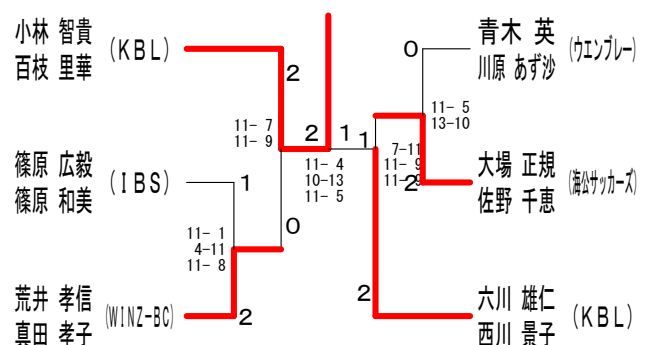 小林 智貴
百枝 里華
(KBL)
2
11- 7
11- 9
篠原 広毅
篠原 和美
(IBS)
1
11- 1
4-11
11- 8
0
荒井 孝信
真田 孝子
(WINZ-BC)
2
2
1
11- 4
10-13
11- 5
青木 英
川原 あず沙
(ウエンブレー)
0
11- 5
13-10
1
7-11
11- 9
11- 9
2
大場 正規
佐野 千恵
(海公サッカーズ)
2
六川 雄仁
西川 景子
(KBL)